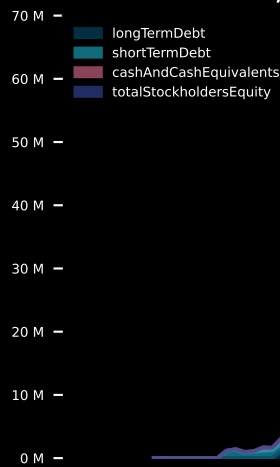 70 M
longTermDebt
shortTermDebt
60 M
cashAndCashEquivalents
totalStockholdersEquity
50 M
40 M
30 M
20 M
10 M
0 M